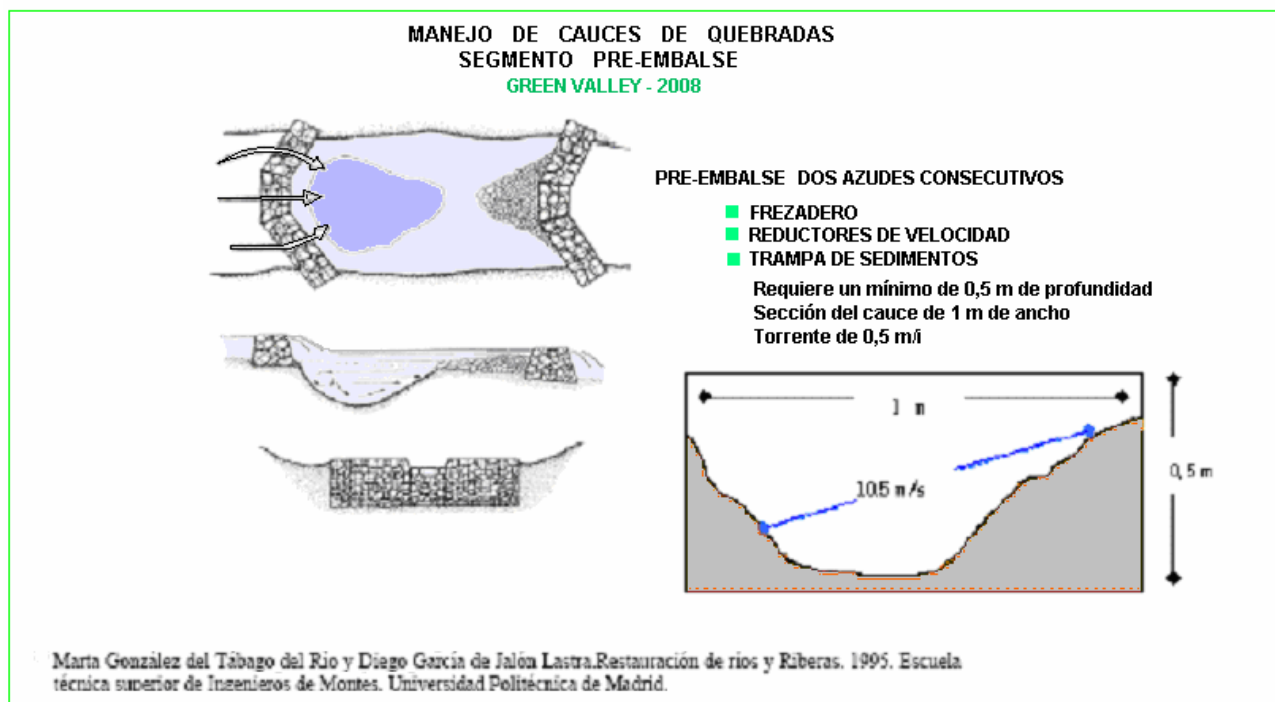 MANEJO DE CAUCES DE QUEBRADAS
SEGMENTO PRE-EMBALSE
GREEN VALLEY - 2008
PRE-EMBALSE DOS AZUDES CONSECUTIVOS
FREZADERO
REDUCTORES DE VELOCIDAD
TRAMPA DE SEDIMENTOS
Requiere un mínimo de 0,5 m de profundidad
Sección del cauce de 1 m de ancho
Torrente de 0,5 m/i
1 m
10.5 m/s
0,5 m
Marta González del Tábago del Rio y Diego García de Jalón Lastra.Restauración de rios y Riberas. 1995. Escuela
técnica superior de Ingenieros de Montes. Universidad Politécnica de Madrid.